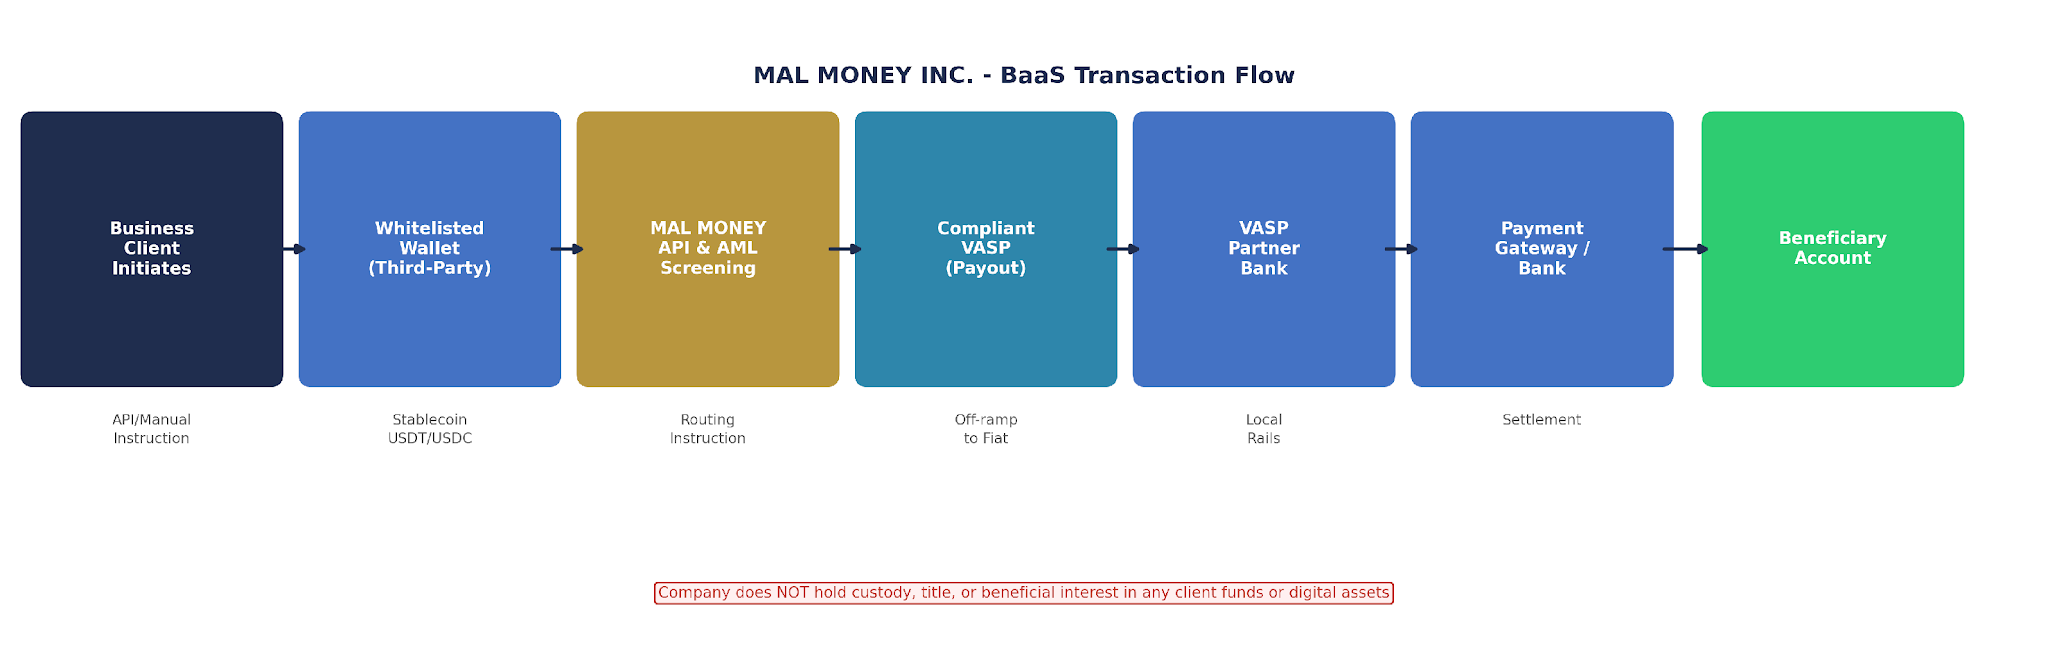 MAL MONEY INC. - BaaS Transaction Flow
Business
Client
Initiates
Whitelisted
Wallet
(Third-Party)
MAL MONEY
API & AML
Screening
Compliant
VASP
(Payout)
VASP
Partner
Bank
Payment
Gateway /
Bank
Beneficiary
Account
API/Manual
Instruction
Stablecoin
USDT/USDC
Routing
Instruction
Off-ramp
to Fiat
Local
Rails
Settlement
Company does NOT hold custody, title, or beneficial interest in any client funds or digital assets